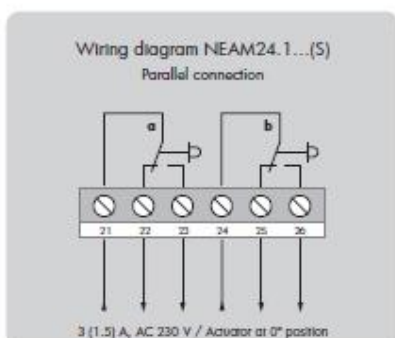 Wiring diagram NEAM24.1...(S)
Parallel connection
a b
21 22 23 24 25 26
3 (1.5) A, AC 230 V / Actuator at 0° position